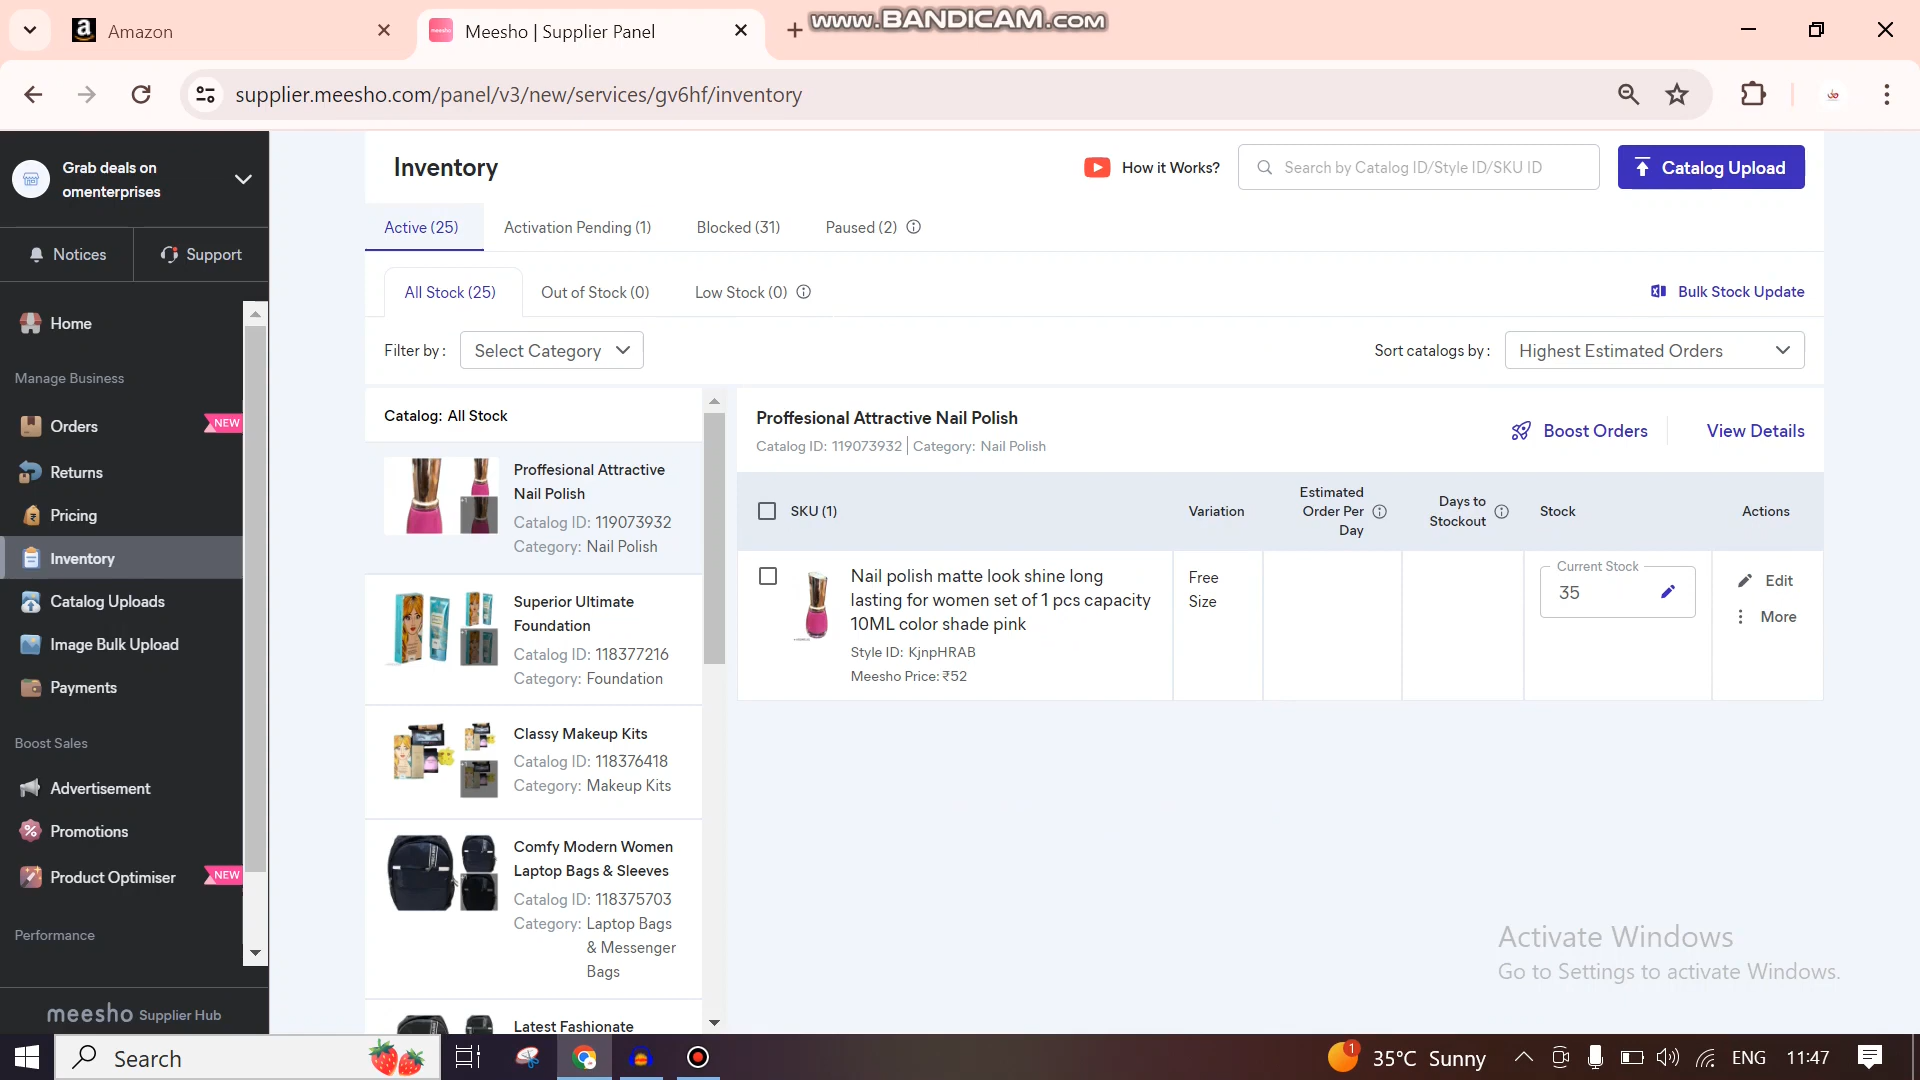 Amazon
Meesho | Supplier Panel
www.BANDICAM.com
supplier.meesho.com/panel/v3/new/services/gv6hf/inventory
Grab deals on
omenterprises
Notices
Support
Home
Manage Business
Orders
NEW
Returns
Pricing
Inventory
Catalog Uploads
Image Bulk Upload
Payments
Boost Sales
Advertisement
Promotions
Product Optimiser
NEW
Performance
meesho Supplier Hub
Inventory
How it Works?
Search by Catalog ID/Style ID/SKU ID
Catalog Upload
Active (25)
Activation Pending (1)
Blocked (31)
Paused (2)
All Stock (25)
Out of Stock (0)
Low Stock (0)
Bulk Stock Update
Filter by :
Select Category
Sort catalogs by :
Highest Estimated Orders
Catalog: All Stock
Proffesional Attractive
Nail Polish
Catalog ID: 119073932
Category: Nail Polish
Superior Ultimate
Foundation
Catalog ID: 118377216
Category: Foundation
Classy Makeup Kits
Catalog ID: 118376418
Category: Makeup Kits
Comfy Modern Women
Laptop Bags & Sleeves
Catalog ID: 118375703
Category: Laptop Bags
& Messenger
Bags
Latest Fashionate
Proffesional Attractive Nail Polish
Catalog ID: 119073932 | Category: Nail Polish
Boost Orders
View Details
SKU (1)
Variation
Estimated
Order Per
Day
Days to
Stockout
Stock
Actions
Nail polish matte look shine long
lasting for women set of 1 pcs capacity
10ML color shade pink
Style ID: KjnpHRAB
Meesho Price: ₹52
Free
Size
Current Stock
35
Edit
More
Activate Windows
Go to Settings to activate Windows.
Search
1
35°C Sunny
ENG
11:47